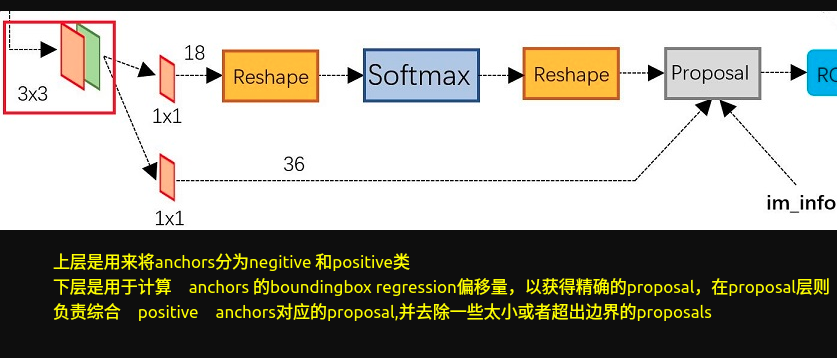 18
Reshape
Softmax
Reshape
Proposal
3x3
1x1
36
1x1
im_info
上层是用来将anchors分为negitive 和positive类
下层是用于计算 anchors 的boundingbox regression偏移量，以获得精确的proposal，在proposal层则
负责综合 positive anchors对应的proposal,并去除一些太小或者超出边界的proposals